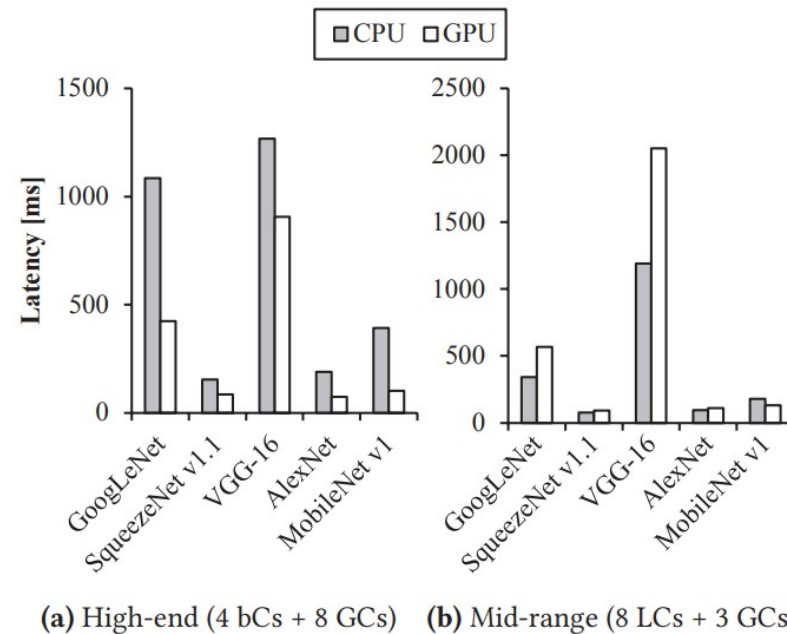 CPU GPU
Latency [ms]
1500
1000
500
0
GoogLeNet
SqueezeNet v1.1
VGG-16
AlexNet
MobileNet v1
(a) High-end (4 bCs + 8 GCs)
2500
2000
1500
1000
500
0
GoogLeNet
SqueezeNet v1.1
VGG-16
AlexNet
MobileNet v1
(b) Mid-range (8 LCs + 3 GCs